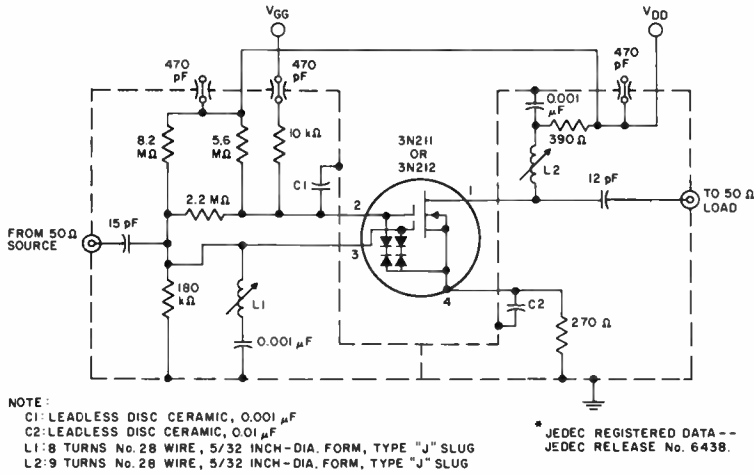 VGG
VDD
470
pF
470
pF
470
pF
8.2
MΩ
5.6
MΩ
10 kΩ
3N211
OR
3N212
0.001
µF
390Ω
L2
C1
12 pF
TO 50 Ω
LOAD
FROM 50Ω
SOURCE
15 pF
2.2 MΩ
2
1
3
4
180
kΩ
L1
0.001 µF
C2
270 Ω
NOTE:
C1: LEADLESS DISC CERAMIC, 0.001 µF
C2: LEADLESS DISC CERAMIC, 0.01 µF
L1: 8 TURNS No. 28 WIRE, 5/32 INCH-DIA. FORM, TYPE "J" SLUG
L2: 9 TURNS No. 28 WIRE, 5/32 INCH-DIA. FORM, TYPE "J" SLUG
* JEDEC REGISTERED DATA--
JEDEC RELEASE No. 6438.